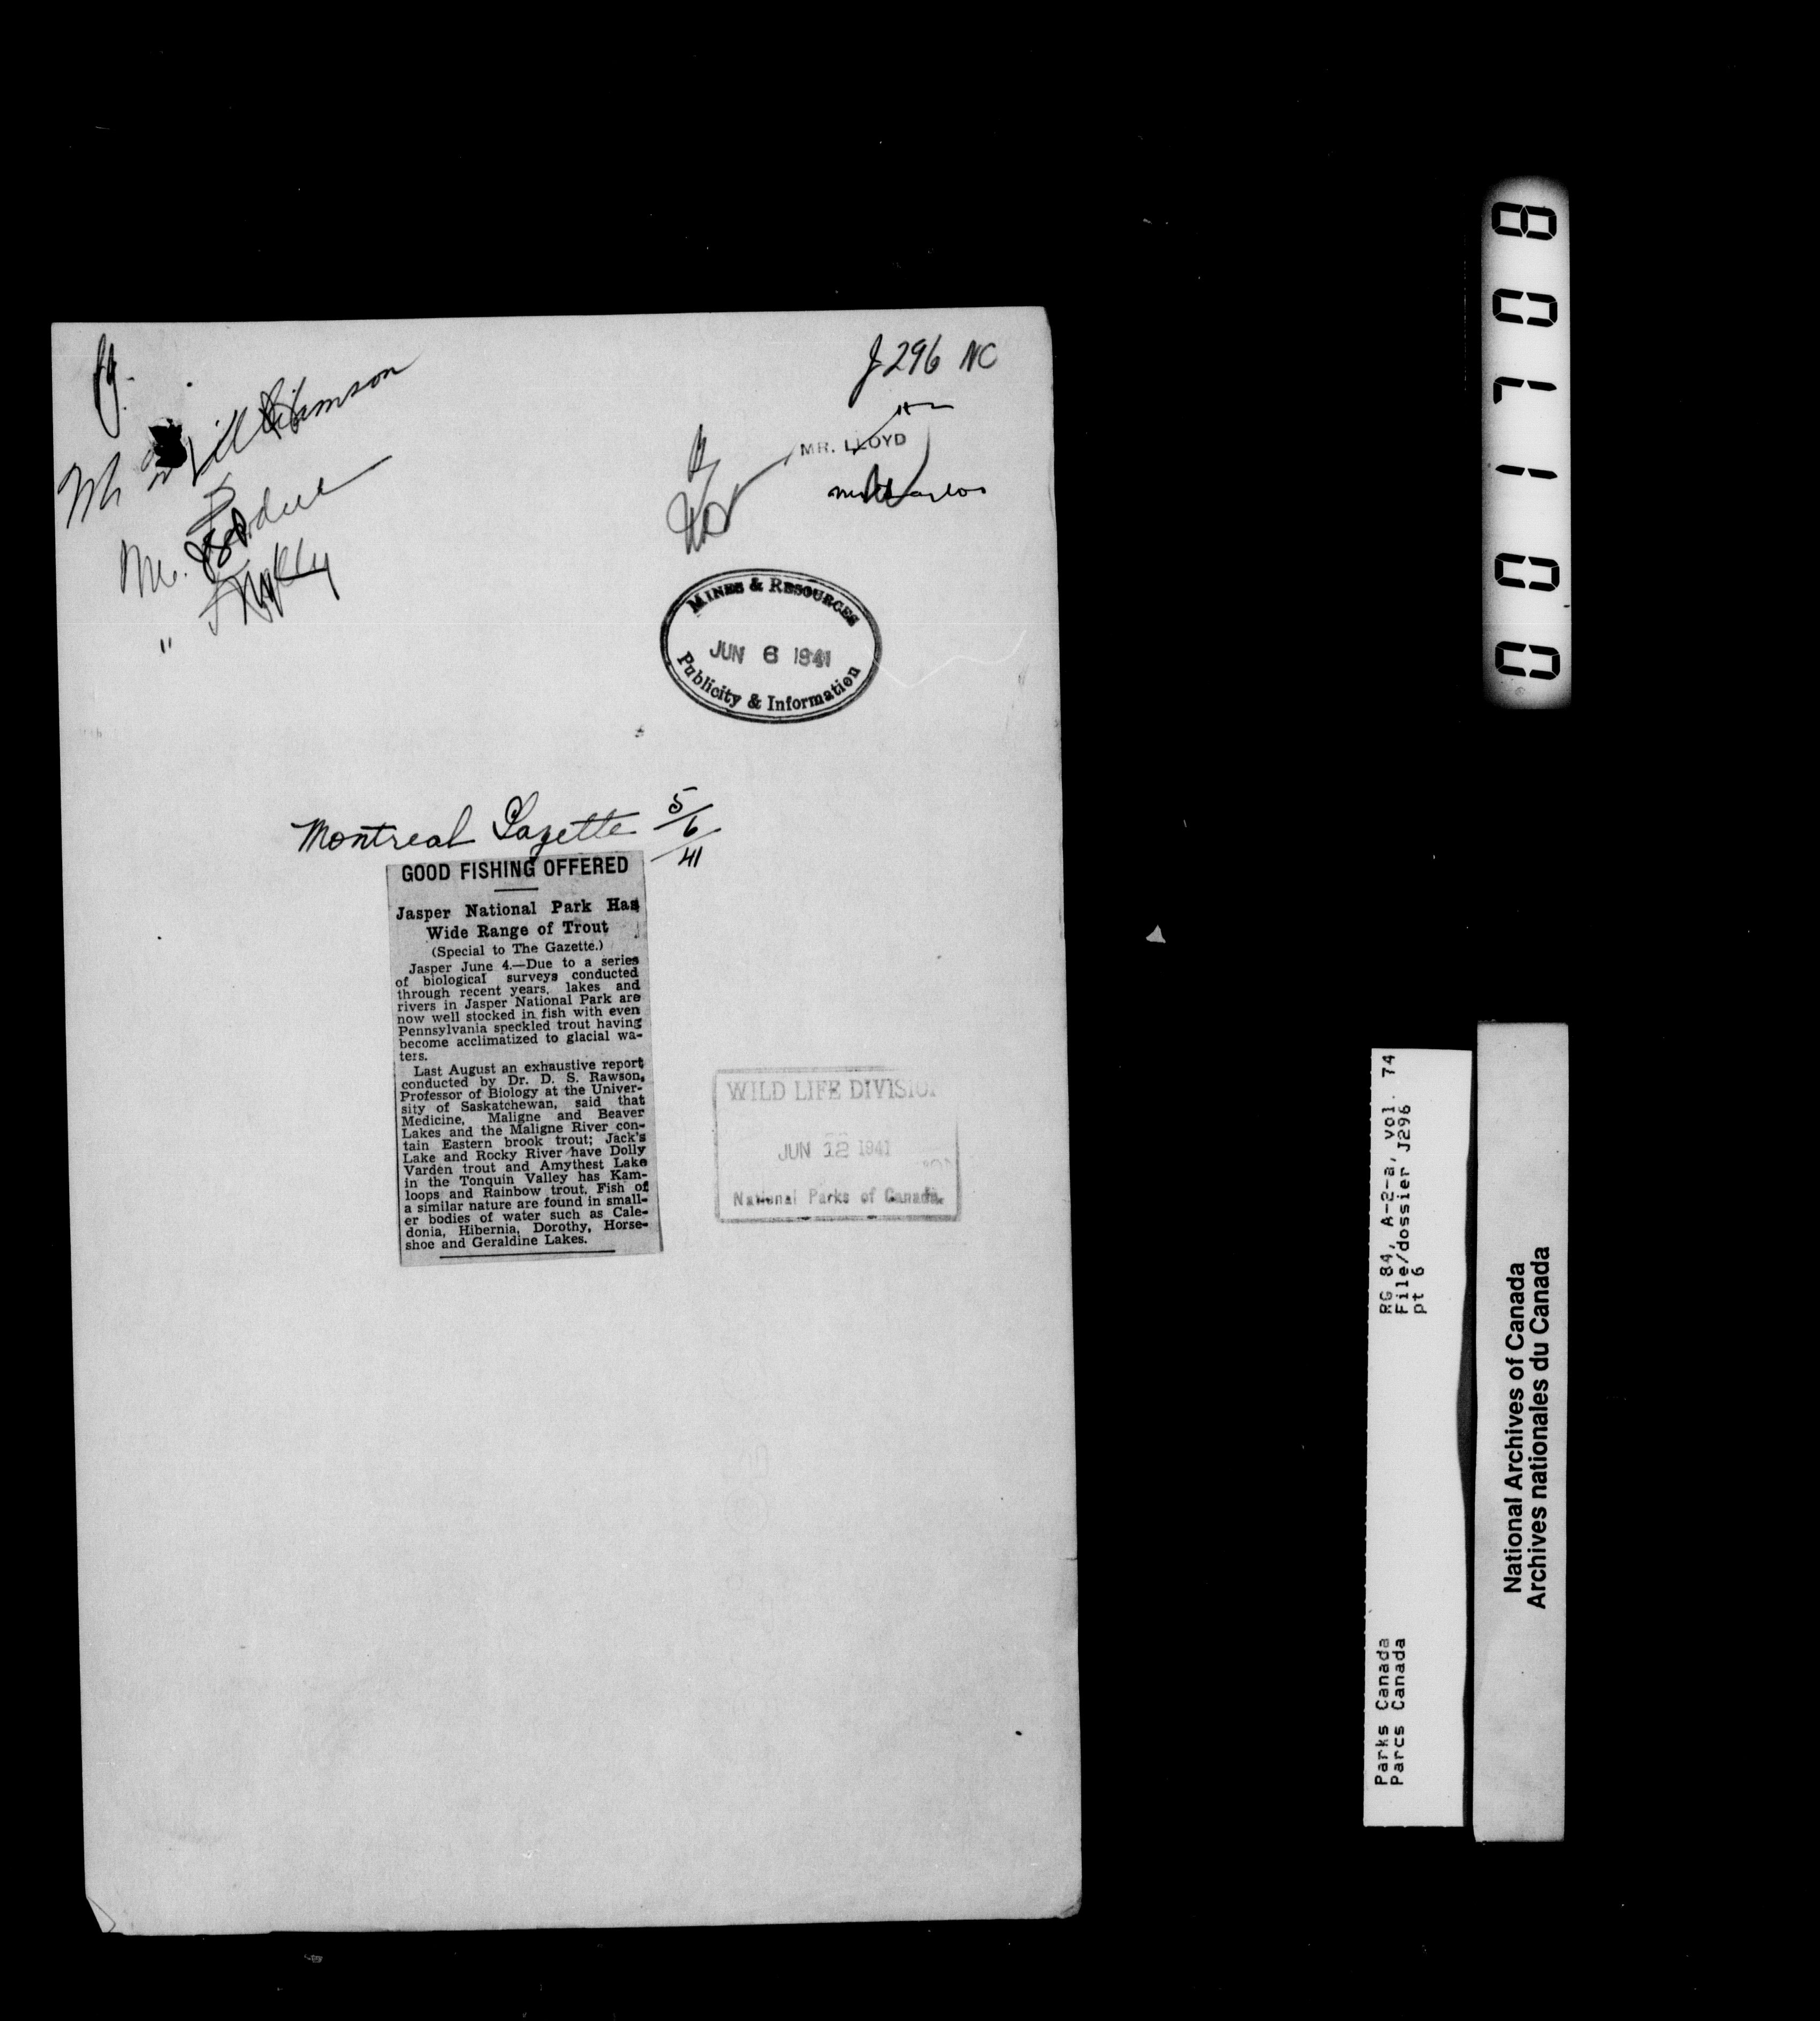 J296 NC
Mr. Williamson
MR. LLOYD
Mr.
"
MINES & RESOURCES
JUN 6 1941
Publicity & Information
Montreal Gazette 5/6/41
GOOD FISHING OFFERED
Jasper National Park Has
Wide Range of Trout
(Special to The Gazette.)
Jasper June 4.—Due to a series
of biological surveys conducted
through recent years, lakes and
rivers in Jasper National Park are
now well stocked in fish with even
Pennsylvania speckled trout having
become acclimatized to glacial wa-
ters.
Last August an exhaustive report
conducted by Dr. D. S. Rawson,
Professor of Biology at the Univer-
sity of Saskatchewan, said that
Medicine, Maligne and Beaver
Lakes and the Maligne River con-
tain Eastern brook trout; Jack's
Lake and Rocky River have Dolly
Varden trout and Amythest Lake
in the Tonquin Valley has Kam-
loops and Rainbow trout. Fish of
a similar nature are found in small-
er bodies of water such as Cale-
donia, Hibernia, Dorothy, Horse-
shoe and Geraldine Lakes.
WILD LIFE DIVISION
JUN 12 1941
National Parks of Canada
001708
RG 84, A-2-a, vol. 74
File/dossier J296
pt 6
Parks Canada
Parcs Canada
National Archives of Canada
Archives nationales du Canada